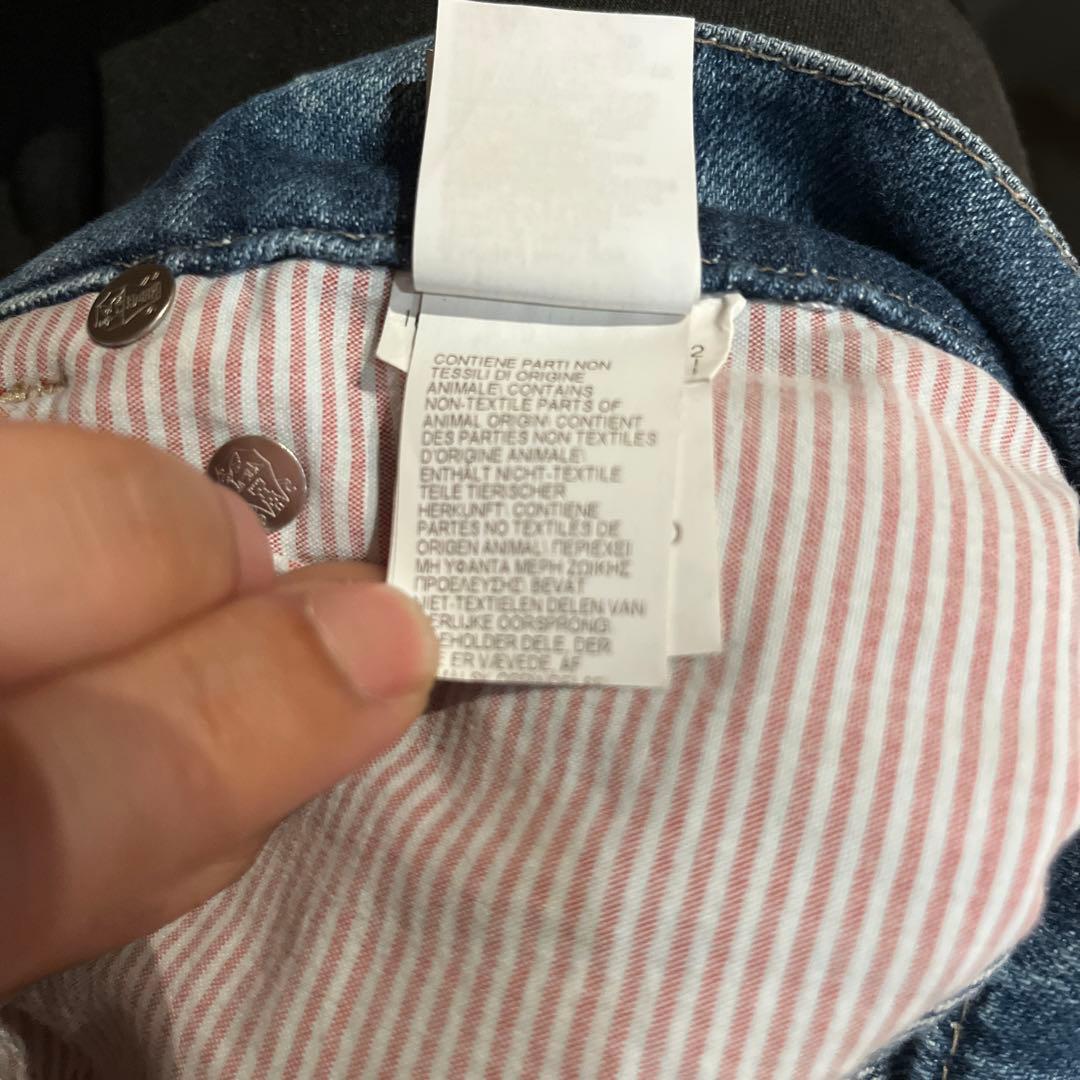 CONTIENE PARTI NON
TESSILI DI ORIGINE
ANIMALE\ CONTAINS
NON-TEXTILE PARTS OF
ANIMAL ORIGIN\ CONTIENT
DES PARTIES NON TEXTILES
D'ORIGINE ANIMALE\
ENTHÄLT NICHT-TEXTILE
TEILE TIERISCHER
HERKUNFT\ CONTIENE
PARTES NO TEXTILES DE
ORIGEN ANIMAL\ ΠΕΡΙΕΧΕΙ
ΜΗ ΥΦΑΝΤΑ ΜΕΡΗ ΖΩΙΚΗΣ
ΠΡΟΕΛΕΥΣΗΣ\ BEVAT
NIET-TEXTIELEN DELEN VAN
OORSPRONG\
DELE, DER
ER VÆVEDE, AF